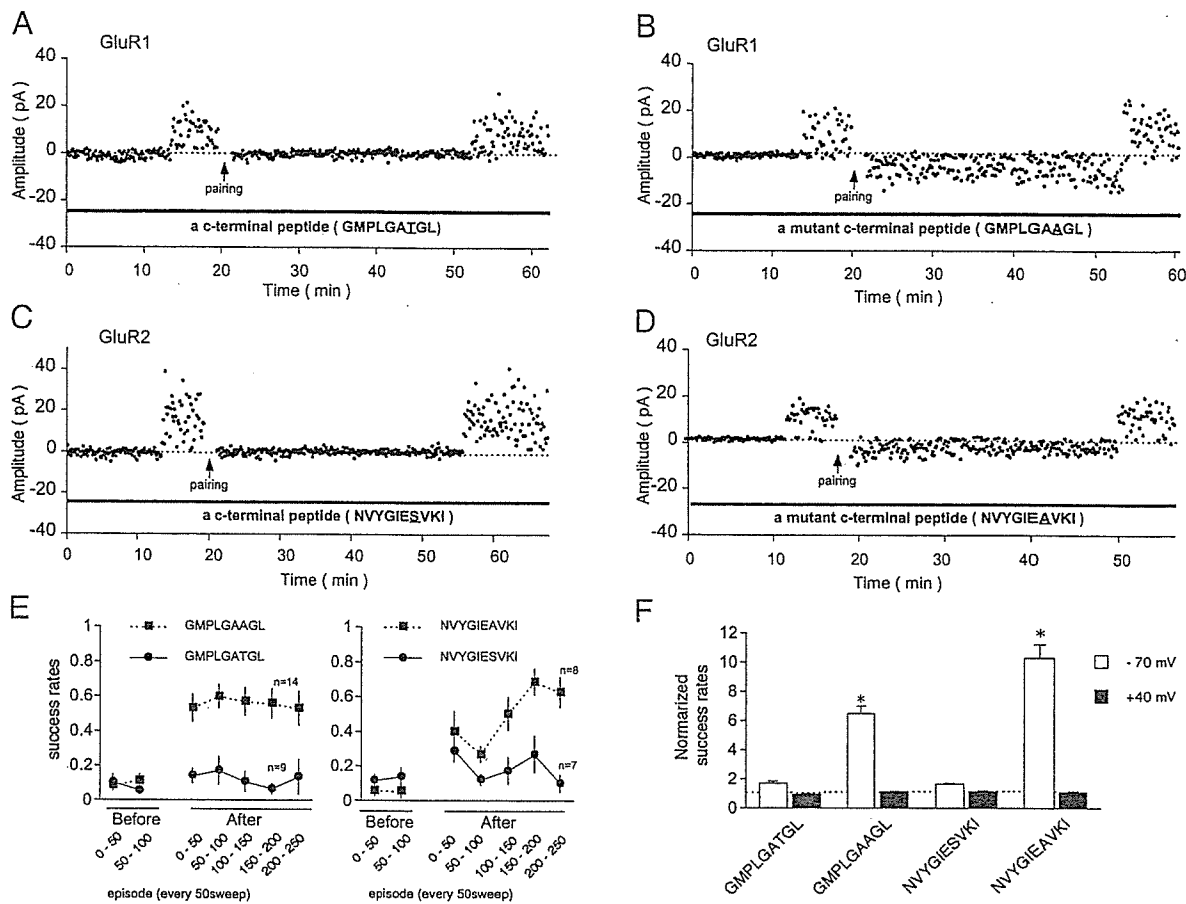 A
GluR1
40
20
0
-20
-40
Amplitude ( pA )
pairing
a c-terminal peptide ( GMPLGATGL)
0 10 20 30 40 50 60
Time ( min )
B
GluR1
40
20
0
-20
-40
Amplitude ( pA )
pairing
a mutant c-terminal peptide ( GMPLGAAGL )
0 10 20 30 40 50 60
Time ( min )
C
GluR2
40
20
0
-20
-40
Amplitude ( pA )
pairing
a c-terminal peptide ( NVYGIESVKI )
0 10 20 30 40 50 60
Time ( min )
D
GluR2
40
20
0
-20
-40
Amplitude ( pA )
pairing
a mutant c-terminal peptide ( NVYGIEAVKI )
0 10 20 30 40 50
Time ( min )
E
1
0.8
0.6
0.4
0.2
0
success rates
GMPLGAAGL
GMPLGATGL
n=14
n=9
Before After
0 - 50
50 - 100
0 - 50
50 - 100
100 - 150
150 - 200
200 - 250
episode (every 50sweep)
1
0.8
0.6
0.4
0.2
0
NVYGIEAVKI
NVYGIESVKI
n=8
n=7
Before After
0 - 50
50 - 100
0 - 50
50 - 100
100 - 150
150 - 200
200 - 250
episode (every 50sweep)
F
12
10
8
6
4
2
0
Normarized
success rates
*
*
- 70 mV
+40 mV
GMPLGATGL
GMPLGAAGL
NVYGIESVKI
NVYGIEAVKI